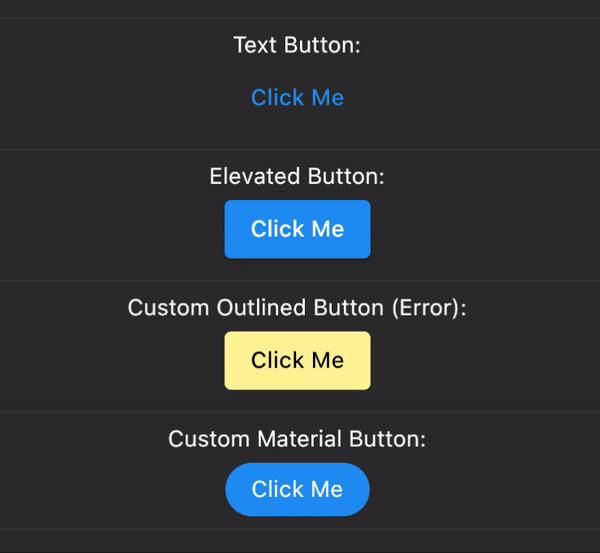 Text Button:
Click Me
Elevated Button:
Click Me
Custom Outlined Button (Error):
Click Me
Custom Material Button:
Click Me